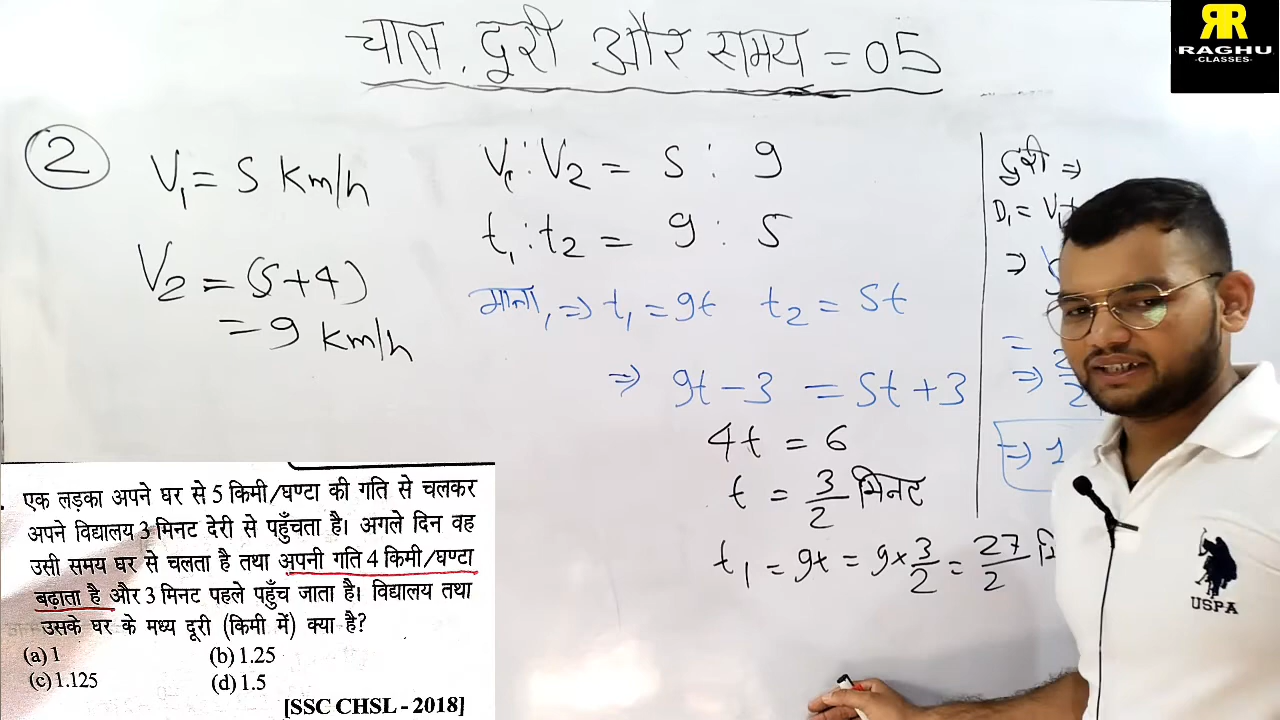 चाल, दूरी और समय = 05
RAGHU
CLASSES
2
V₁ = 5 Km/h
V₂ = (5+4)
= 9 Km/h
V₁ : V₂ = 5 : 9
t₁ : t₂ = 9 : 5
माना, ⇒ t₁ = 9t t₂ = 5t
⇒ 9t - 3 = 5t + 3
4t = 6
t = 3/2 मिनट
t₁ = 9t = 9 × 3/2 = 27/2
दुरी ⇒
D₁ = V₁
एक लड़का अपने घर से 5 किमी/घण्टा की गति से चलकर
अपने विद्यालय 3 मिनट देरी से पहुँचता है। अगले दिन वह
उसी समय घर से चलता है तथा अपनी गति 4 किमी/घण्टा
बढ़ाता है और 3 मिनट पहले पहुँच जाता है। विद्यालय तथा
उसके घर के मध्य दूरी (किमी में) क्या है?
(a) 1 (b) 1.25
(c) 1.125 (d) 1.5
[SSC CHSL - 2018]
USPA